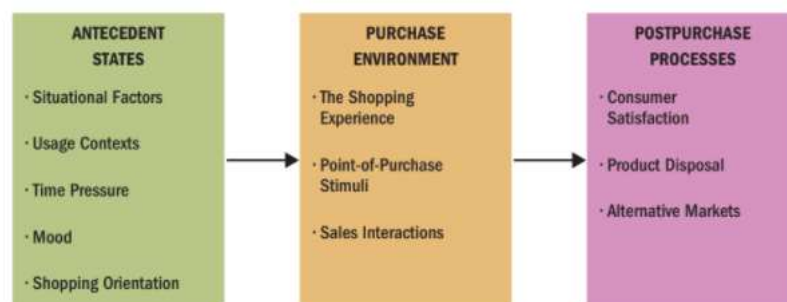 ANTECEDENT
STATES
· Situational Factors
· Usage Contexts
· Time Pressure
· Mood
· Shopping Orientation
PURCHASE
ENVIRONMENT
· The Shopping
Experience
· Point-of-Purchase
Stimuli
· Sales Interactions
POSTPURCHASE
PROCESSES
· Consumer
Satisfaction
· Product Disposal
· Alternative Markets